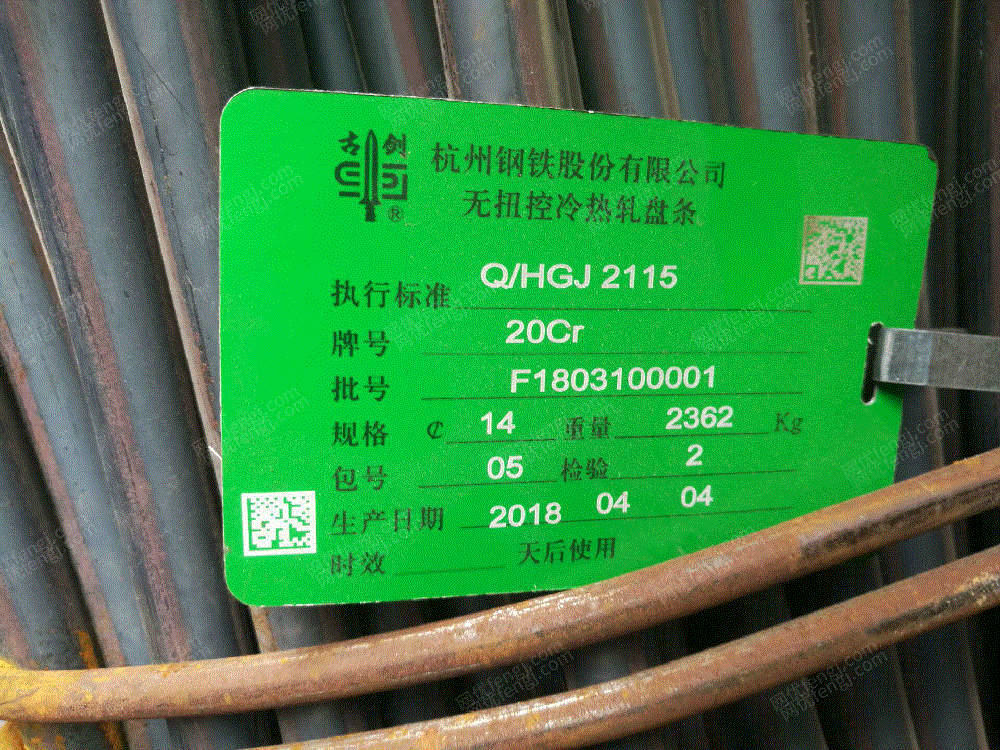 古剑
®
杭州钢铁股份有限公司
无扭控冷热轧盘条
执行标准 Q/HGJ 2115
牌号 20Cr
批号 F1803100001
规格 ₡ 14 重量 2362 Kg
包号 05 检验 2
生产日期 2018 04 04
时效 天后使用